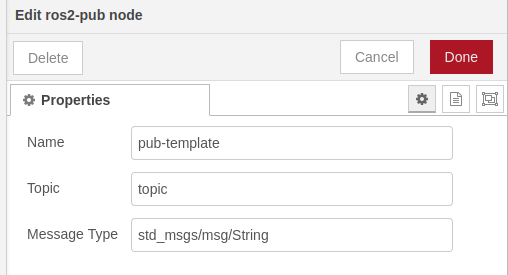 Edit ros2-pub node
Delete
Cancel
Done
Properties
Name
pub-template
Topic
topic
Message Type
std_msgs/msg/String